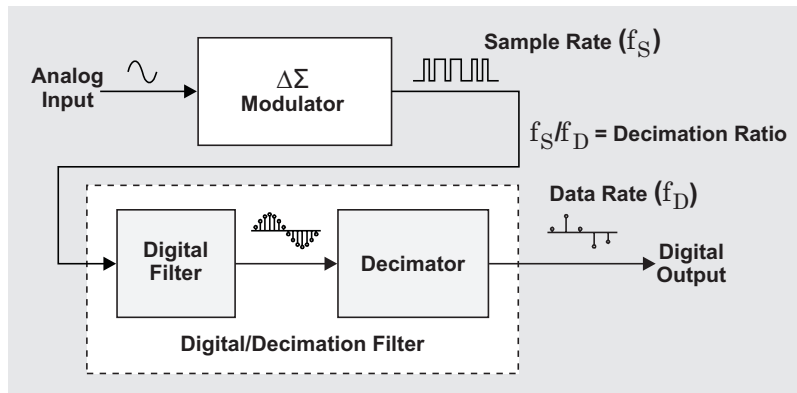 Sample Rate (fS)
Analog
Input
ΔΣ
Modulator
fS/fD = Decimation Ratio
Data Rate (fD)
Digital
Filter
Decimator
Digital
Output
Digital/Decimation Filter